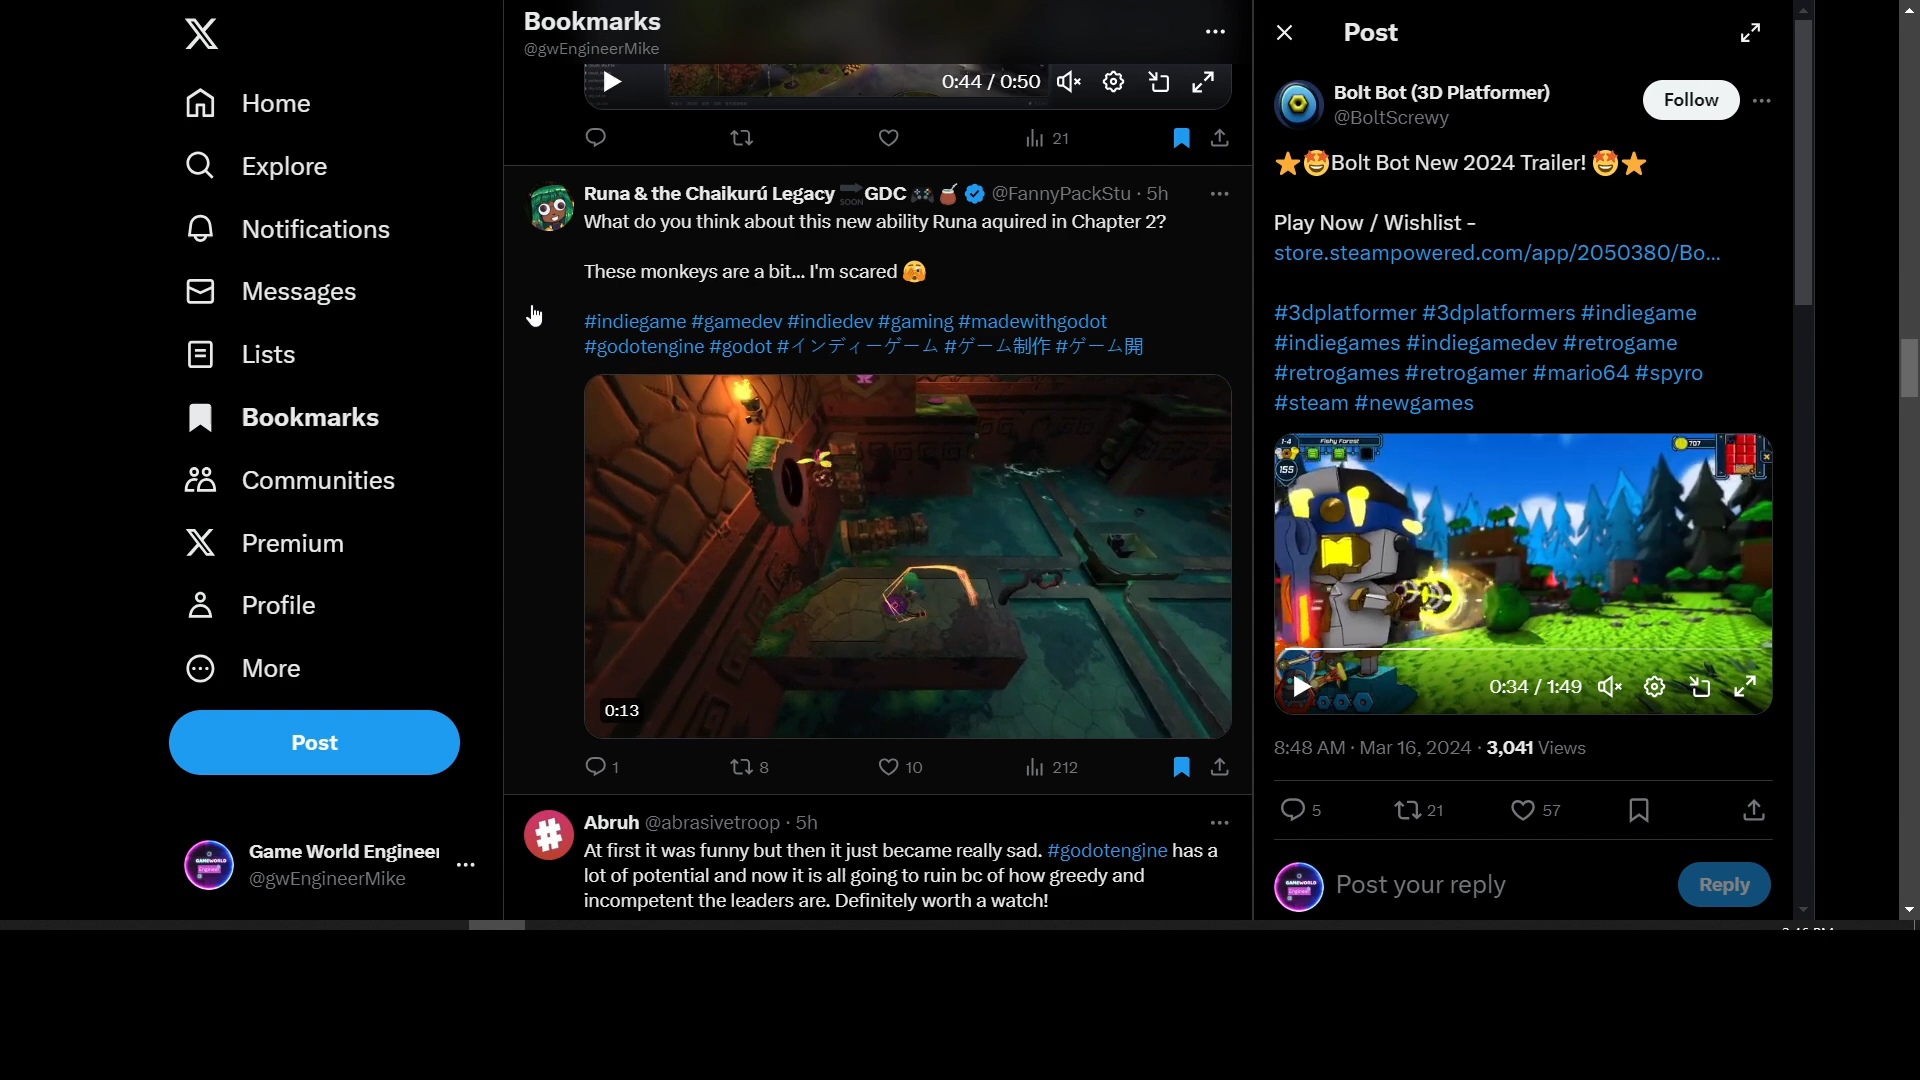 Home
Explore
Notifications
Messages
Lists
Bookmarks
Communities
Premium
Profile
More
Post
Game World Engineer
@gwEngineerMike
Bookmarks
@gwEngineerMike
0:44 / 0:50
21
Runa & the Chaikurú Legacy SOON GDC @FannyPackStu · 5h
What do you think about this new ability Runa aquired in Chapter 2?
These monkeys are a bit... I'm scared
#indiegame #gamedev #indiedev #gaming #madewithgodot
#godotengine #godot #インディーゲーム #ゲーム制作 #ゲーム開
0:13
1
8
10
212
Abruh @abrasivetroop · 5h
At first it was funny but then it just became really sad. #godotengine has a
lot of potential and now it is all going to ruin bc of how greedy and
incompetent the leaders are. Definitely worth a watch!
Post
Bolt Bot (3D Platformer)
@BoltScrewy
Follow
Bolt Bot New 2024 Trailer!
Play Now / Wishlist -
store.steampowered.com/app/2050380/Bo...
#3dplatformer #3dplatformers #indiegame
#indiegames #indiegamedev #retrogame
#retrogames #retrogamer #mario64 #spyro
#steam #newgames
1-4
Fishy Forest
707
155
0:34 / 1:49
8:48 AM · Mar 16, 2024 · 3,041 Views
5
21
57
Post your reply
Reply